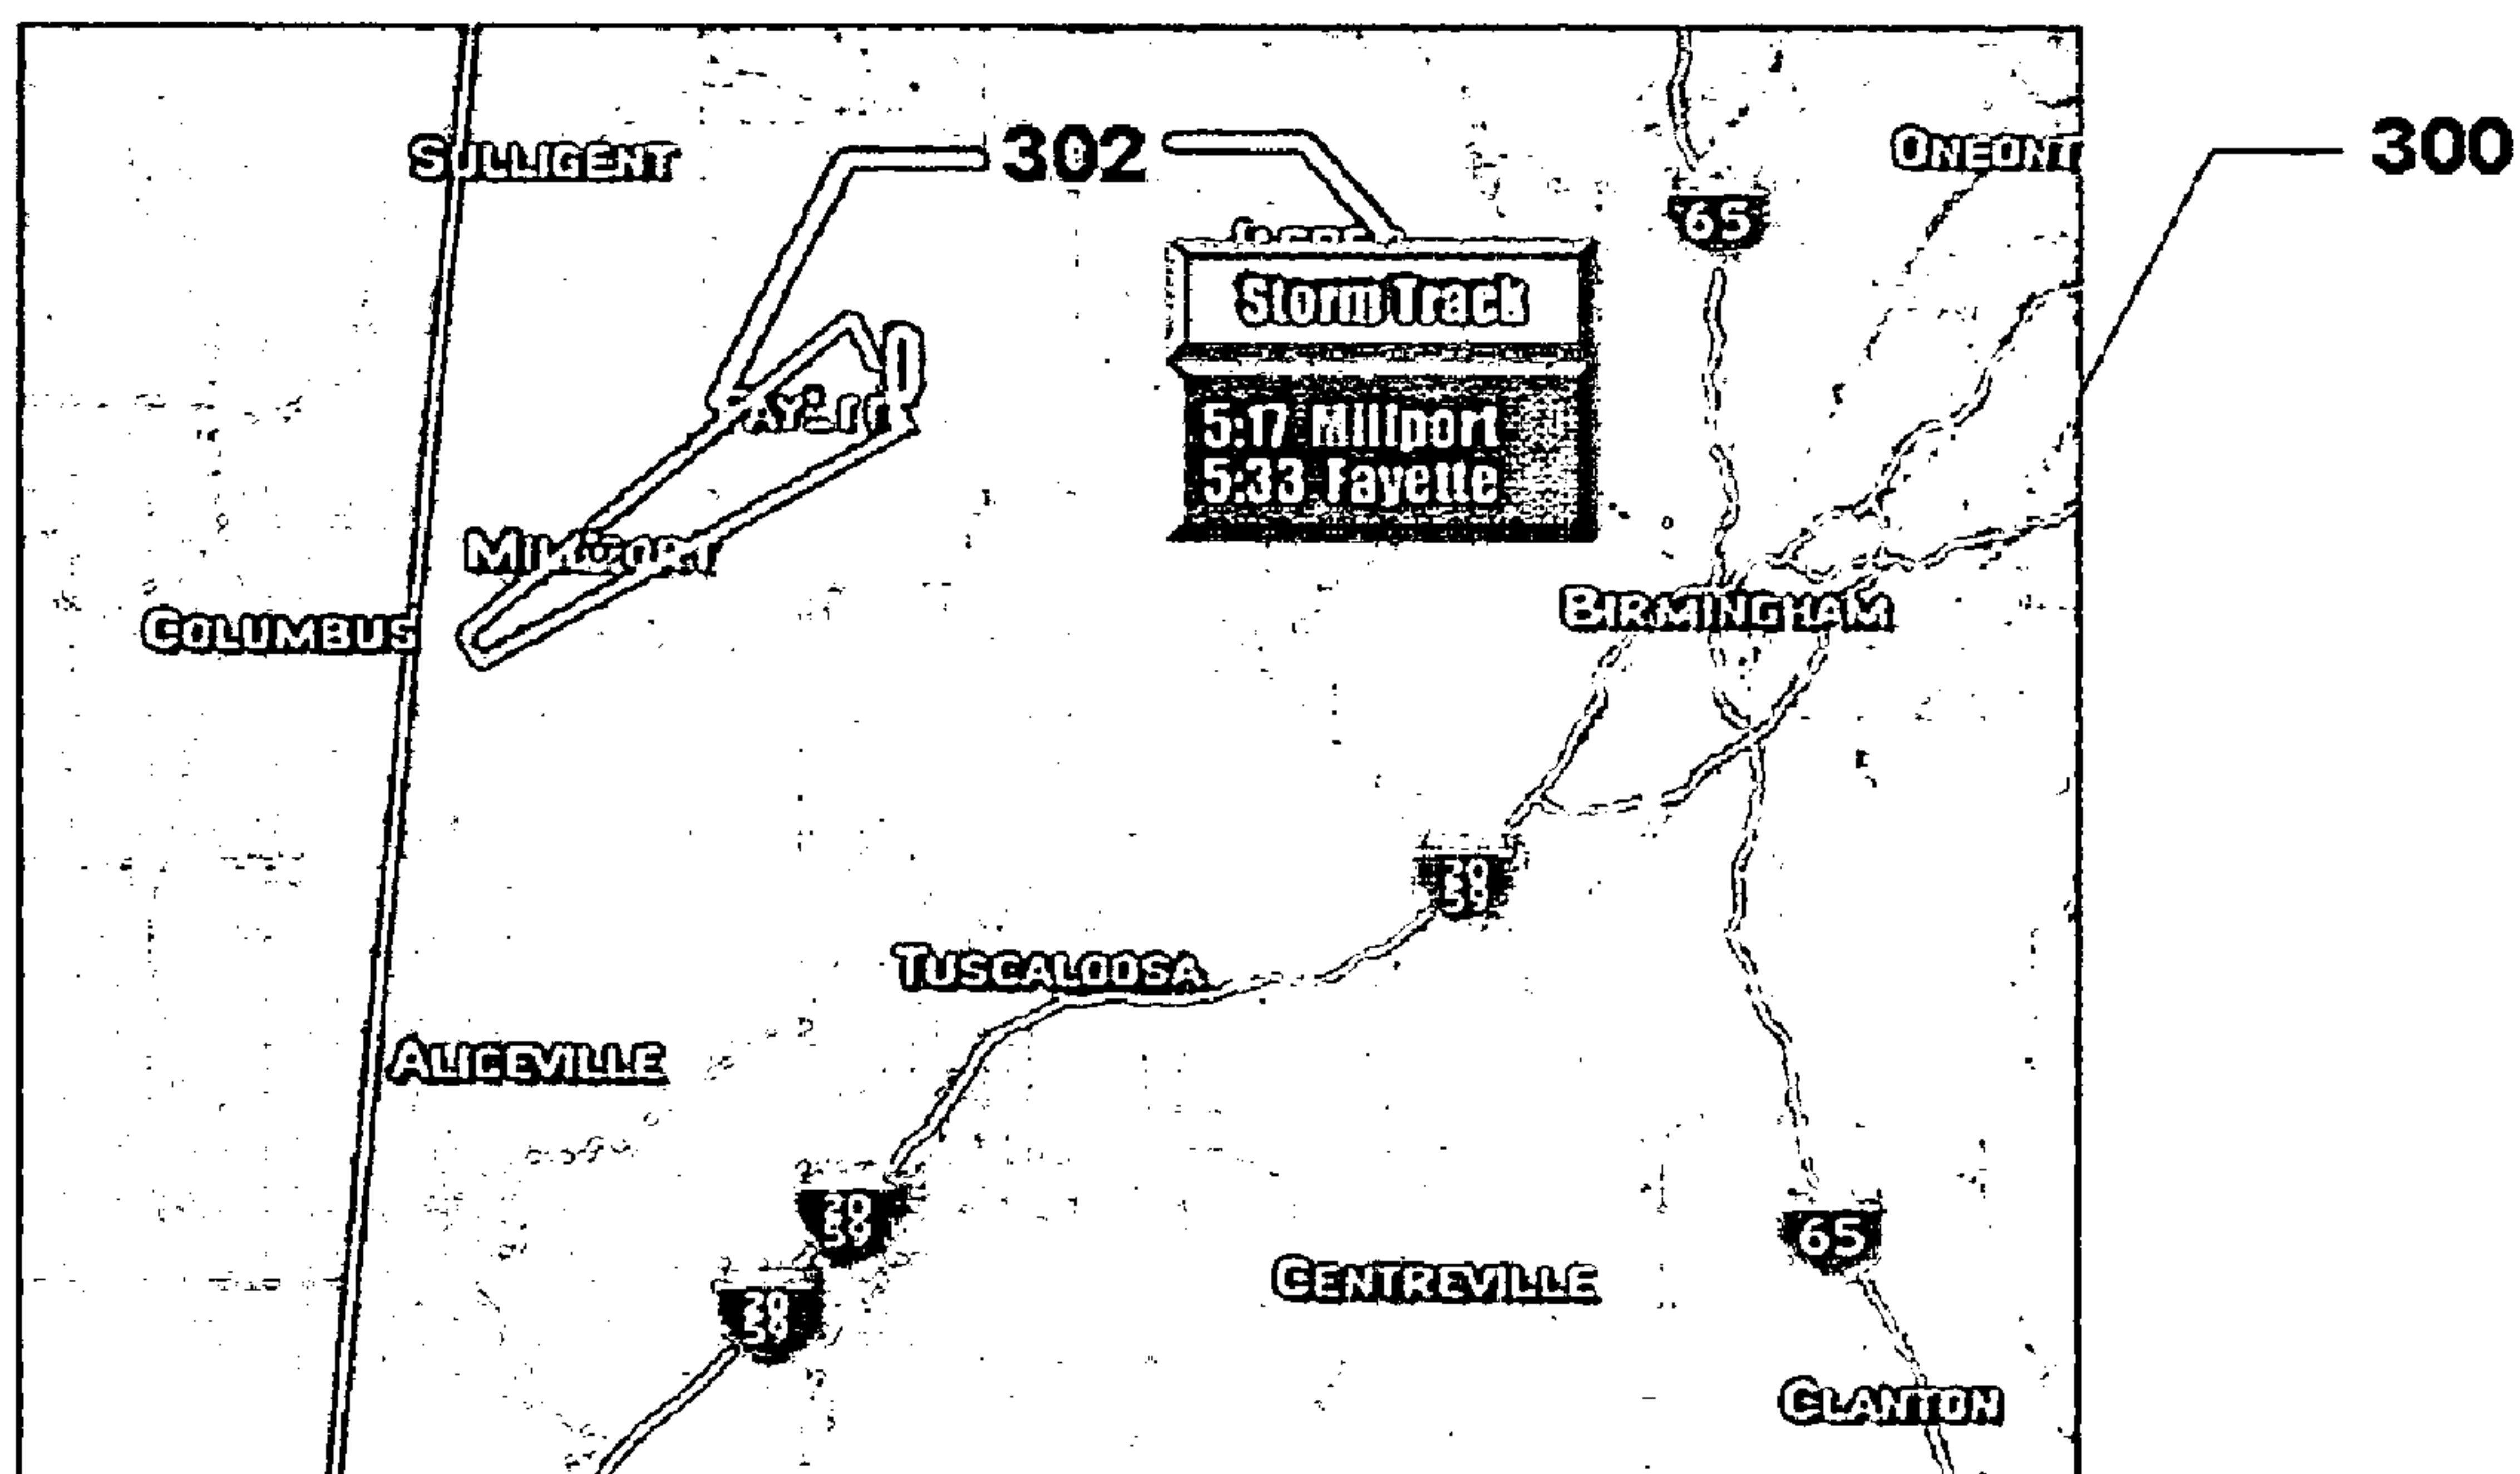 SULLIGENT
302
ONEONT
300
65
Storm Track
5:17 Millport
5:33 Fayette
MILLPORT
COLUMBUS
BIRMINGHAM
20
59
TUSCALOOSA
ALICEVILLE
20
59
65
CENTREVILLE
20
59
CLANTON